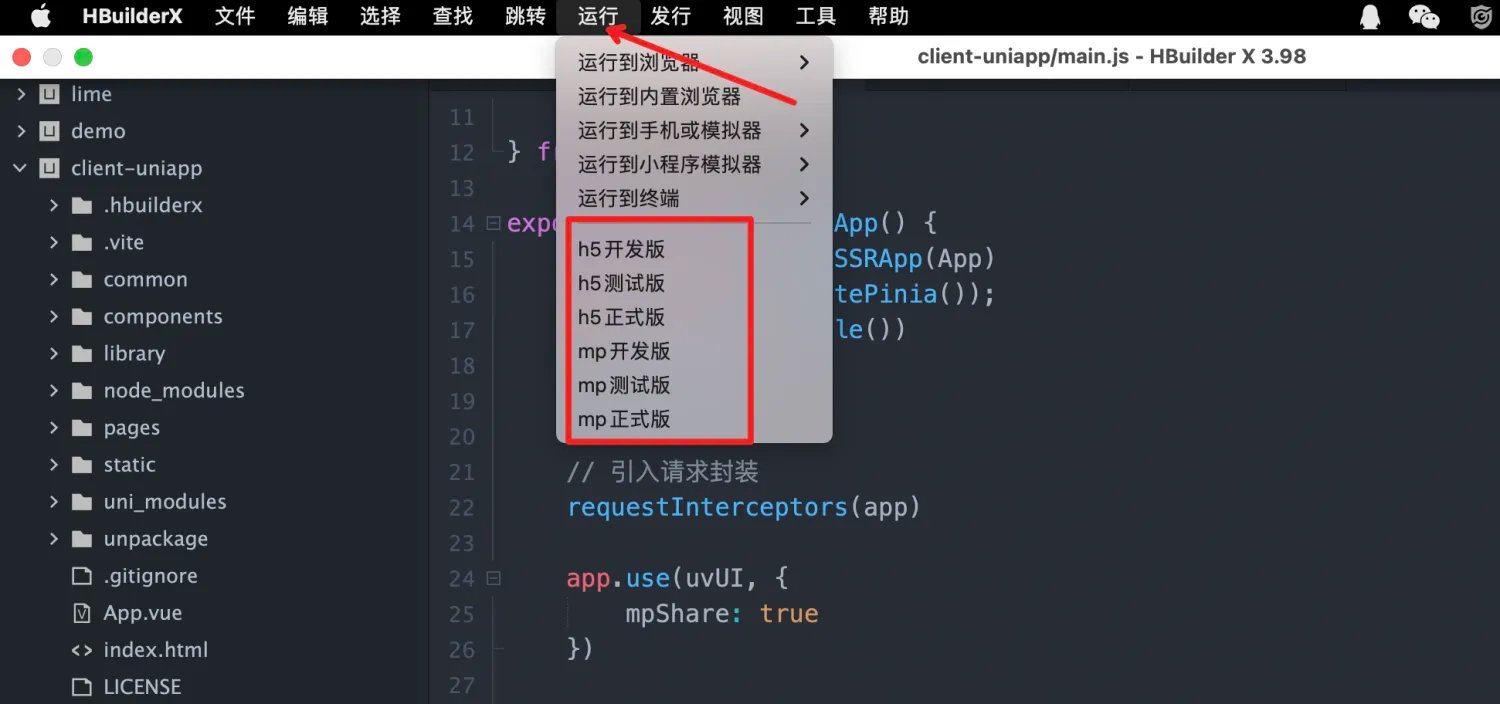 HBuilderX 文件 编辑 选择 查找 跳转 运行 发行 视图 工具 帮助
client-uniapp/main.js - HBuilder X 3.98
lime
demo
client-uniapp
.hbuilderx
.vite
common
components
library
node_modules
pages
static
uni_modules
unpackage
.gitignore
App.vue
index.html
LICENSE
运行到浏览器
运行到内置浏览器
运行到手机或模拟器
运行到小程序模拟器
运行到终端
h5开发版
h5测试版
h5正式版
mp开发版
mp测试版
mp正式版
11
12 } f
13
14 expo App() {
15 SSRApp(App)
16 tePinia());
17 le())
18
19
20
21 // 引入请求封装
22 requestInterceptors(app)
23
24 app.use(uvUI, {
25 mpShare: true
26 })
27